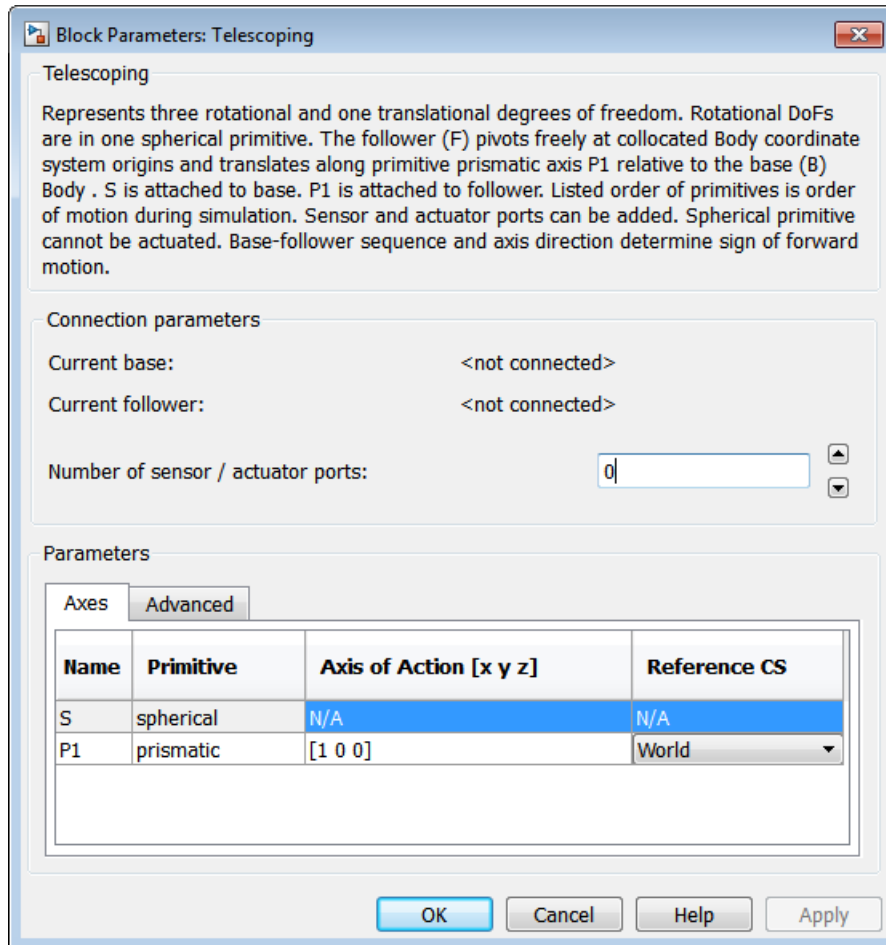 Block Parameters: Telescoping
Telescoping
Represents three rotational and one translational degrees of freedom. Rotational DoFs
are in one spherical primitive. The follower (F) pivots freely at collocated Body coordinate
system origins and translates along primitive prismatic axis P1 relative to the base (B)
Body . S is attached to base. P1 is attached to follower. Listed order of primitives is order
of motion during simulation. Sensor and actuator ports can be added. Spherical primitive
cannot be actuated. Base-follower sequence and axis direction determine sign of forward
motion.
Connection parameters
Current base: <not connected>
Current follower: <not connected>
Number of sensor / actuator ports: 0
Parameters
Axes Advanced
Name Primitive Axis of Action [x y z] Reference CS
S spherical N/A N/A
P1 prismatic [1 0 0] World
OK Cancel Help Apply